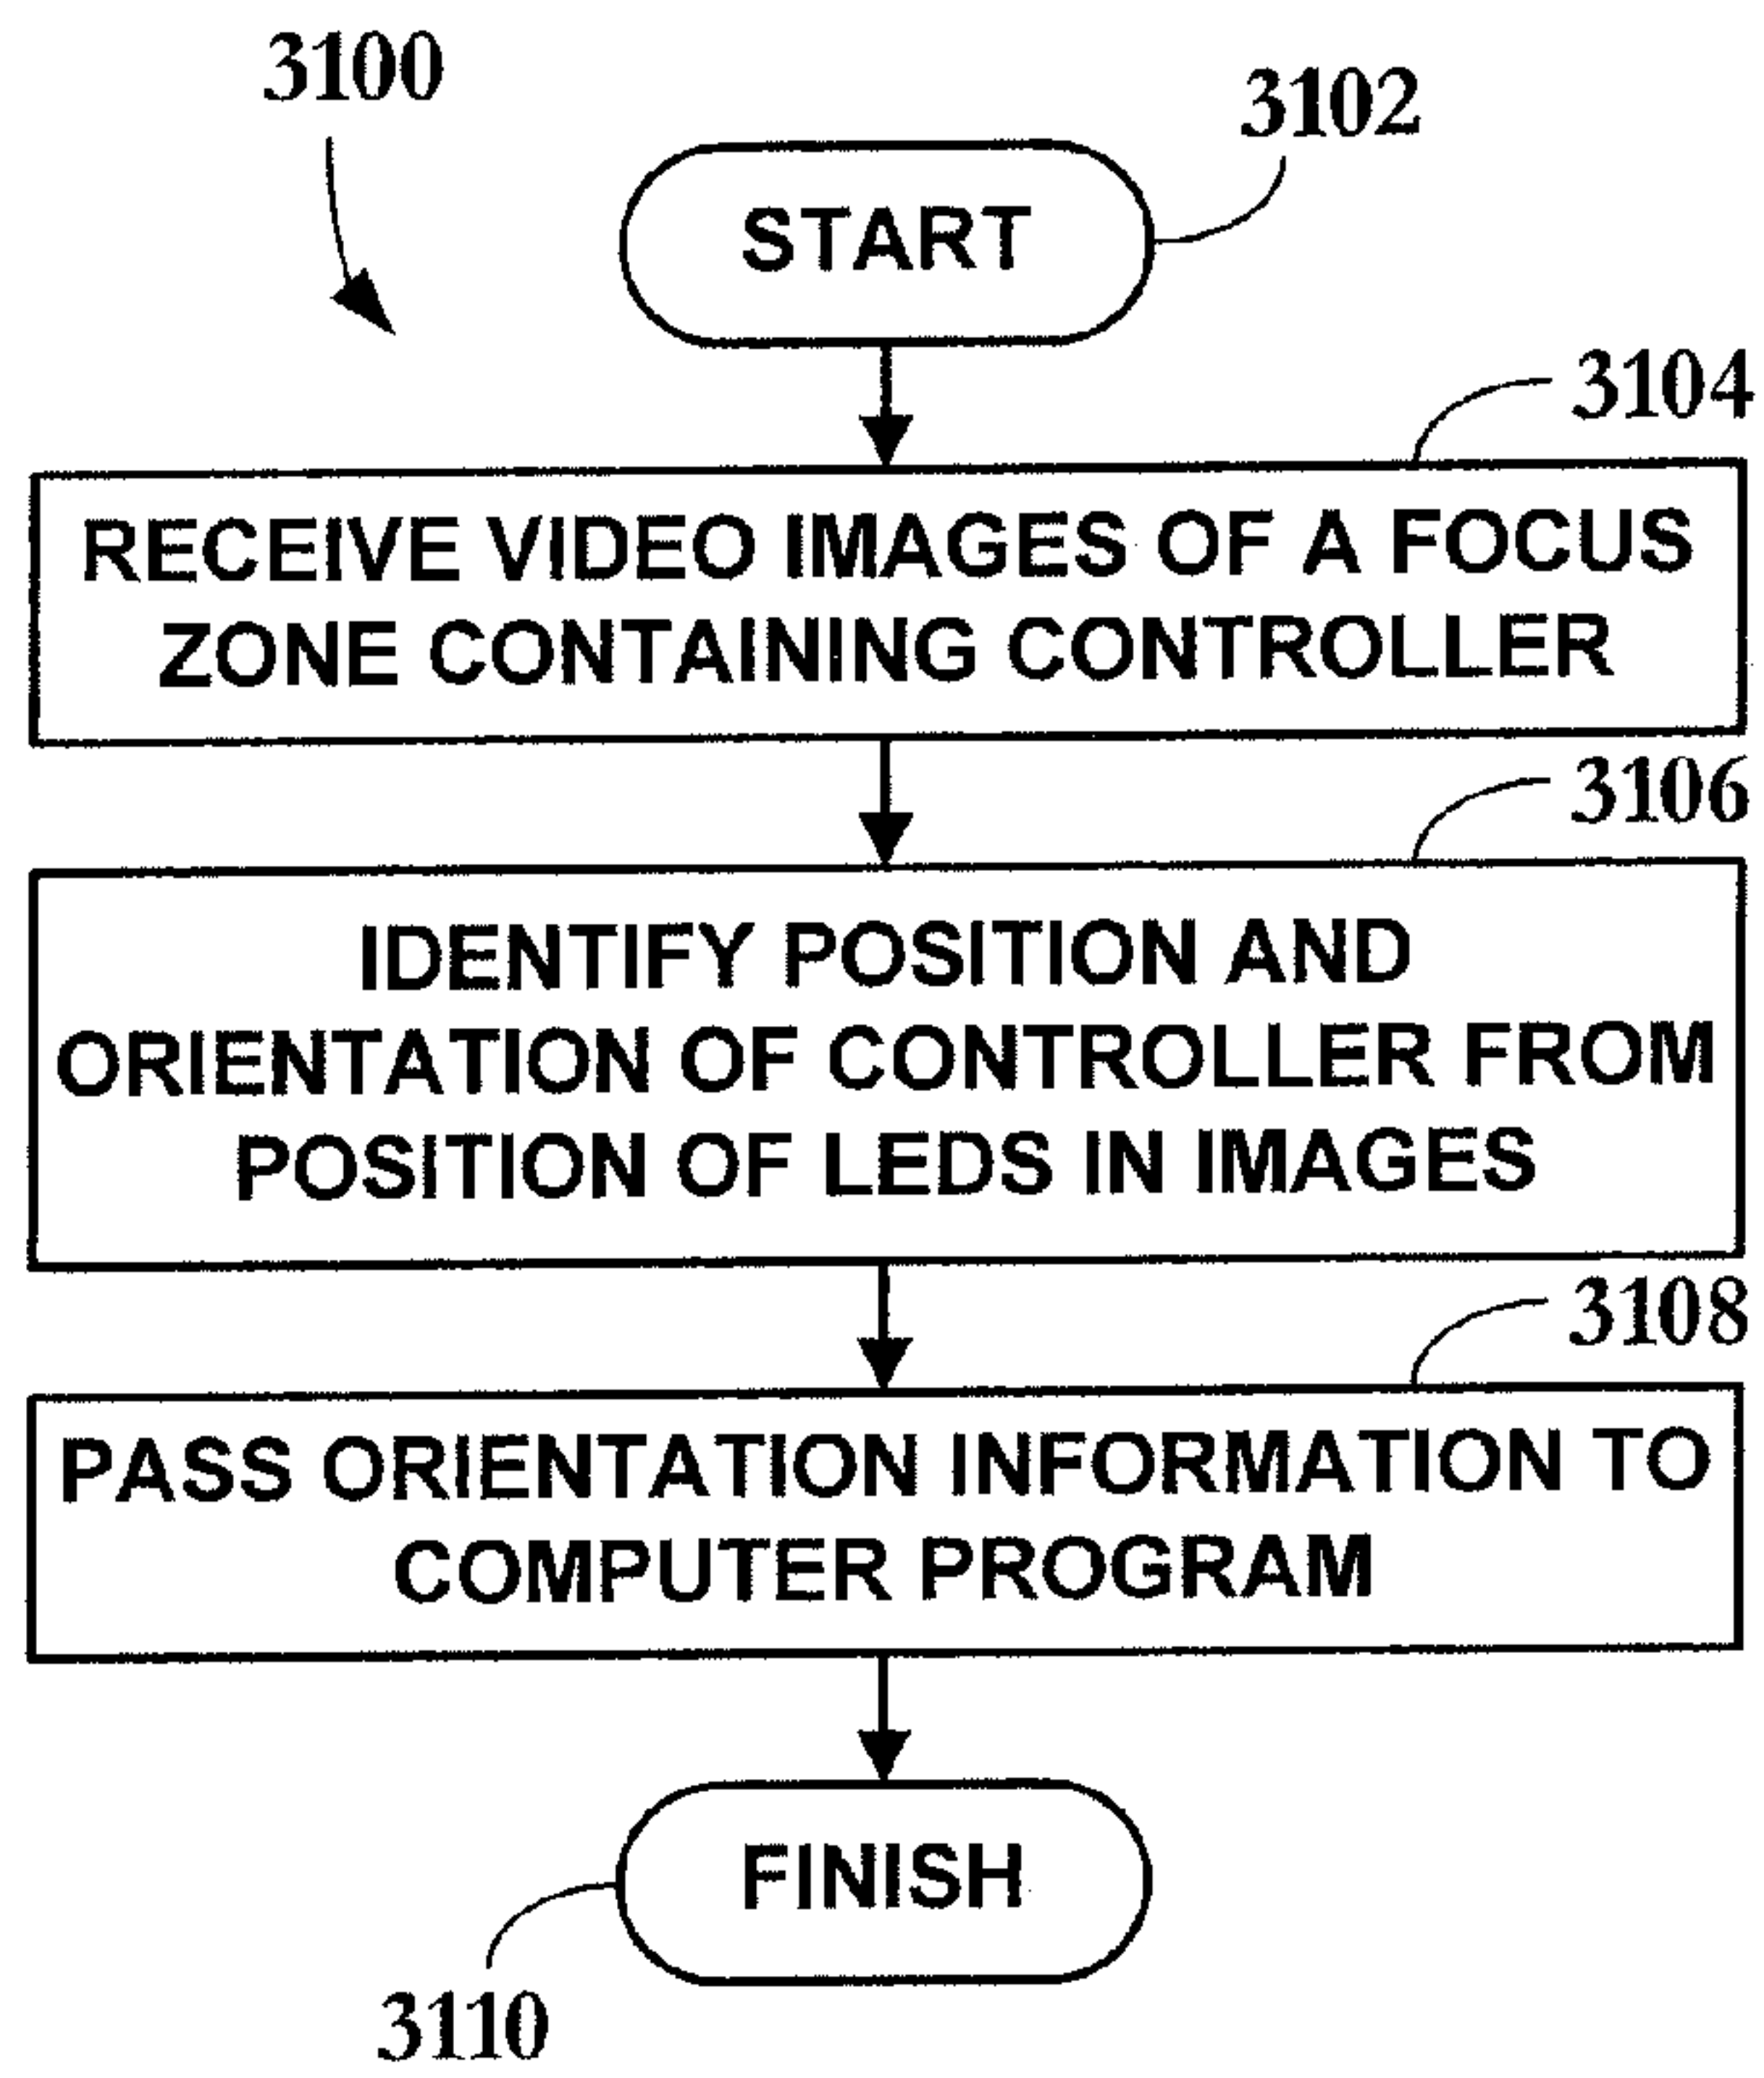 3100
3102
START
3104
RECEIVE VIDEO IMAGES OF A FOCUS
ZONE CONTAINING CONTROLLER
3106
IDENTIFY POSITION AND
ORIENTATION OF CONTROLLER FROM
POSITION OF LEDS IN IMAGES
3108
PASS ORIENTATION INFORMATION TO
COMPUTER PROGRAM
FINISH
3110